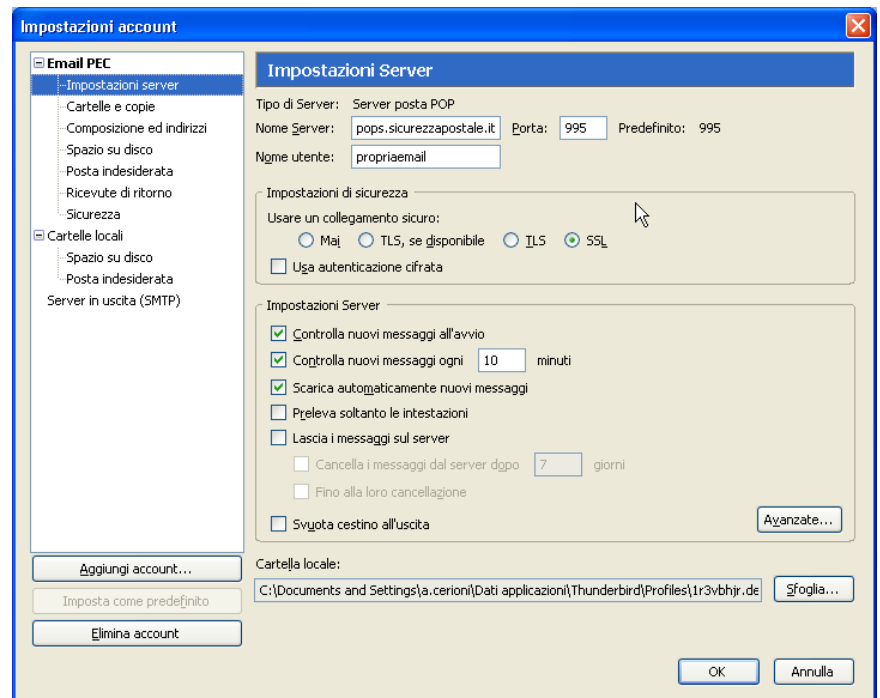 Impostazioni account
Email PEC
Impostazioni server
Cartelle e copie
Composizione ed indirizzi
Spazio su disco
Posta indesiderata
Ricevute di ritorno
Sicurezza
Cartelle locali
Spazio su disco
Posta indesiderata
Server in uscita (SMTP)
Aggiungi account...
Imposta come predefinito
Elimina account
Impostazioni Server
Tipo di Server: Server posta POP
Nome Server: pops.sicurezzapostale.it Porta: 995 Predefinito: 995
Nome utente: propriaemail
Impostazioni di sicurezza
Usare un collegamento sicuro:
Mai TLS, se disponibile TLS SSL
Usa autenticazione cifrata
Impostazioni Server
Controlla nuovi messaggi all'avvio
Controlla nuovi messaggi ogni 10 minuti
Scarica automaticamente nuovi messaggi
Preleva soltanto le intestazioni
Lascia i messaggi sul server
Cancella i messaggi dal server dopo 7 giorni
Fino alla loro cancellazione
Svuota cestino all'uscita
Avanzate...
Cartella locale:
C:\Documents and Settings\a.cerioni\Dati applicazioni\Thunderbird\Profiles\1r3vbhjr.de Sfoglia...
OK Annulla